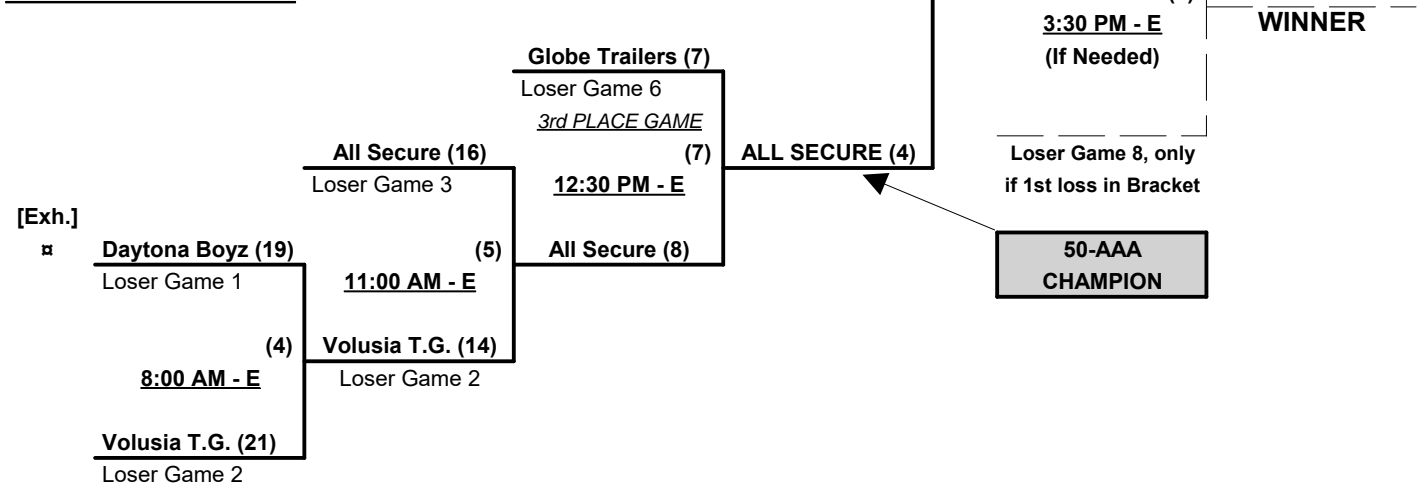 3:30 PM - E
WINNER
(If Needed)
Globe Trailers (7)
Loser Game 6
3rd PLACE GAME
All Secure (16)
(7)
ALL SECURE (4)
Loser Game 8, only
if 1st loss in Bracket
Loser Game 3
12:30 PM - E
[Exh.]
¤
Daytona Boyz (19)
(5)
All Secure (8)
50-AAA
CHAMPION
Loser Game 1
11:00 AM - E
(4)
Volusia T.G. (14)
8:00 AM - E
Loser Game 2
Volusia T.G. (21)
Loser Game 2